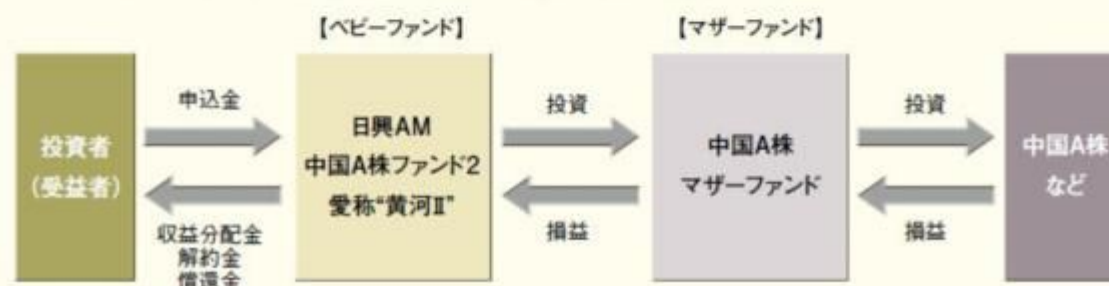 【ベビーファンド】
【マザーファンド】
投資者
(受益者)
申込金
収益分配金
解約金
償還金
日興AM
中国A株ファンド2
愛称“黄河Ⅱ”
投資
損益
中国A株
マザーファンド
投資
損益
中国A株
など